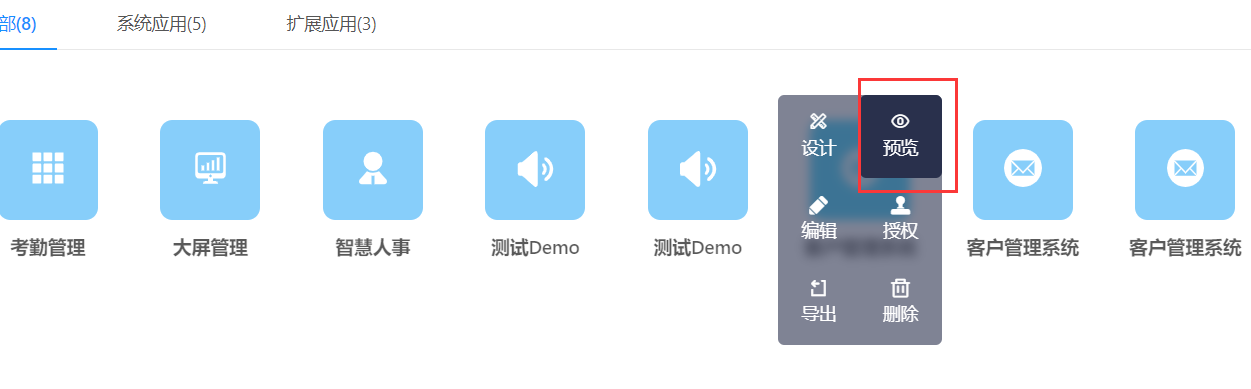 部(8) 系统应用(5) 扩展应用(3)
设计 预览
编辑 授权
考勤管理 大屏管理 智慧人事 测试Demo 测试Demo 客户管理系统 客户管理系统
导出 删除